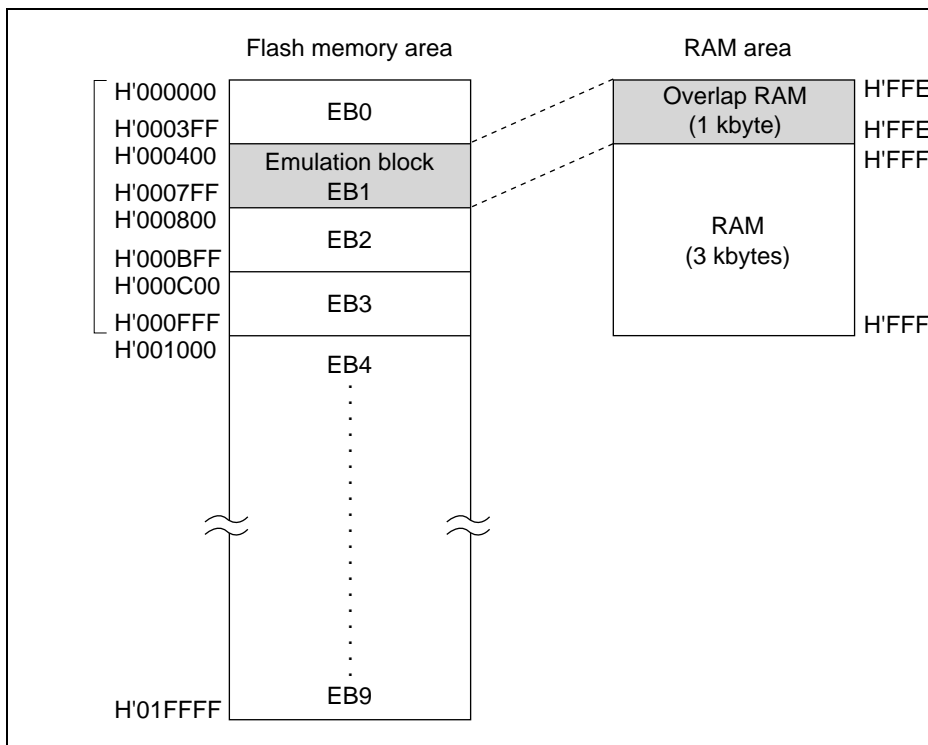 Flash memory area
H'000000
EB0
H'0003FF
H'000400
Emulation block
EB1
H'0007FF
H'000800
EB2
H'000BFF
H'000C00
EB3
H'000FFF
H'001000
EB4
EB9
H'01FFFF
RAM area
Overlap RAM
(1 kbyte)
H'FFE
H'FFE
H'FFF
RAM
(3 kbytes)
H'FFF